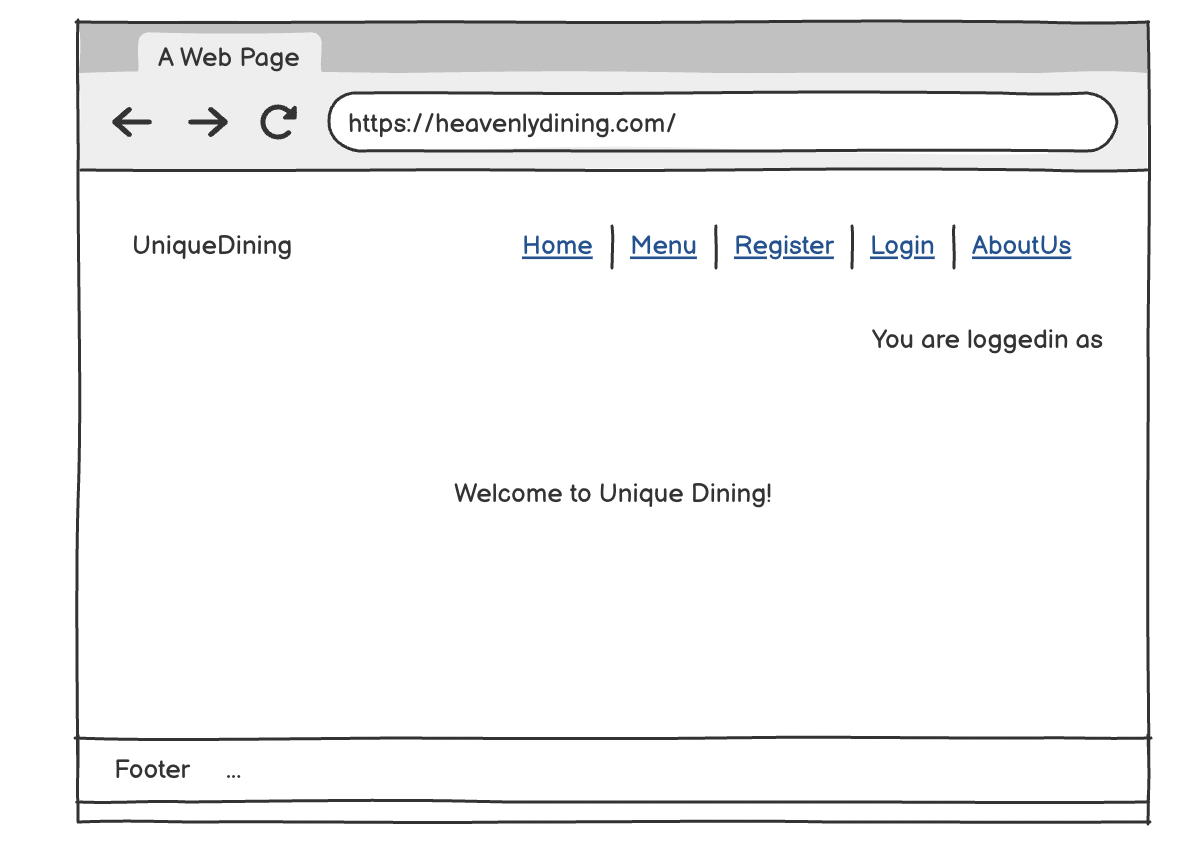 A Web Page
https://heavenlydining.com/
UniqueDining Home Menu Register Login AboutUs
You are loggedin as
Welcome to Unique Dining!
Footer ...